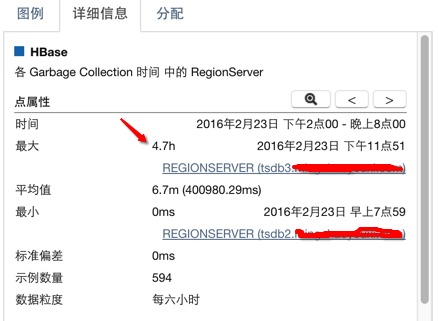 图例 详细信息 分配
HBase
各 Garbage Collection 时间 中的 RegionServer
点属性 < >
时间 2016年2月23日 下午2点00 - 晚上8点00
最大 4.7h 2016年2月23日 下午11点51
REGIONSERVER (tsdb3.
平均值 6.7m (400980.29ms)
最小 0ms 2016年2月23日 早上7点59
REGIONSERVER (tsdb2.
标准偏差 0ms
示例数量 594
数据粒度 每六小时